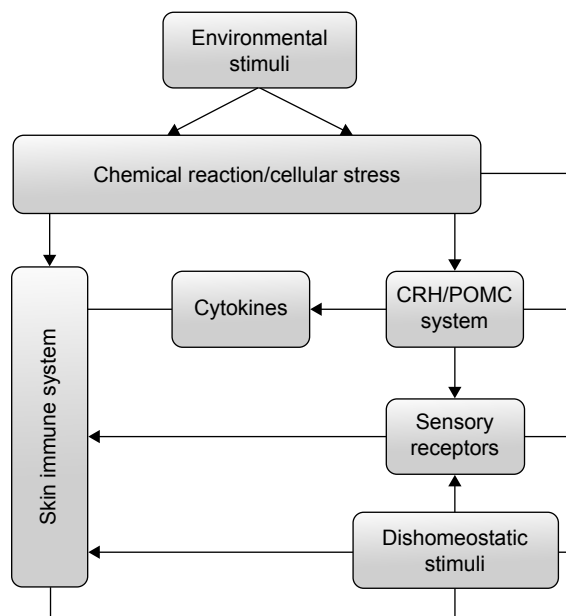 Environmental
stimuli
Chemical reaction/cellular stress
Skin immune system
Cytokines
CRH/POMC
system
Sensory
receptors
Dishomeostatic
stimuli